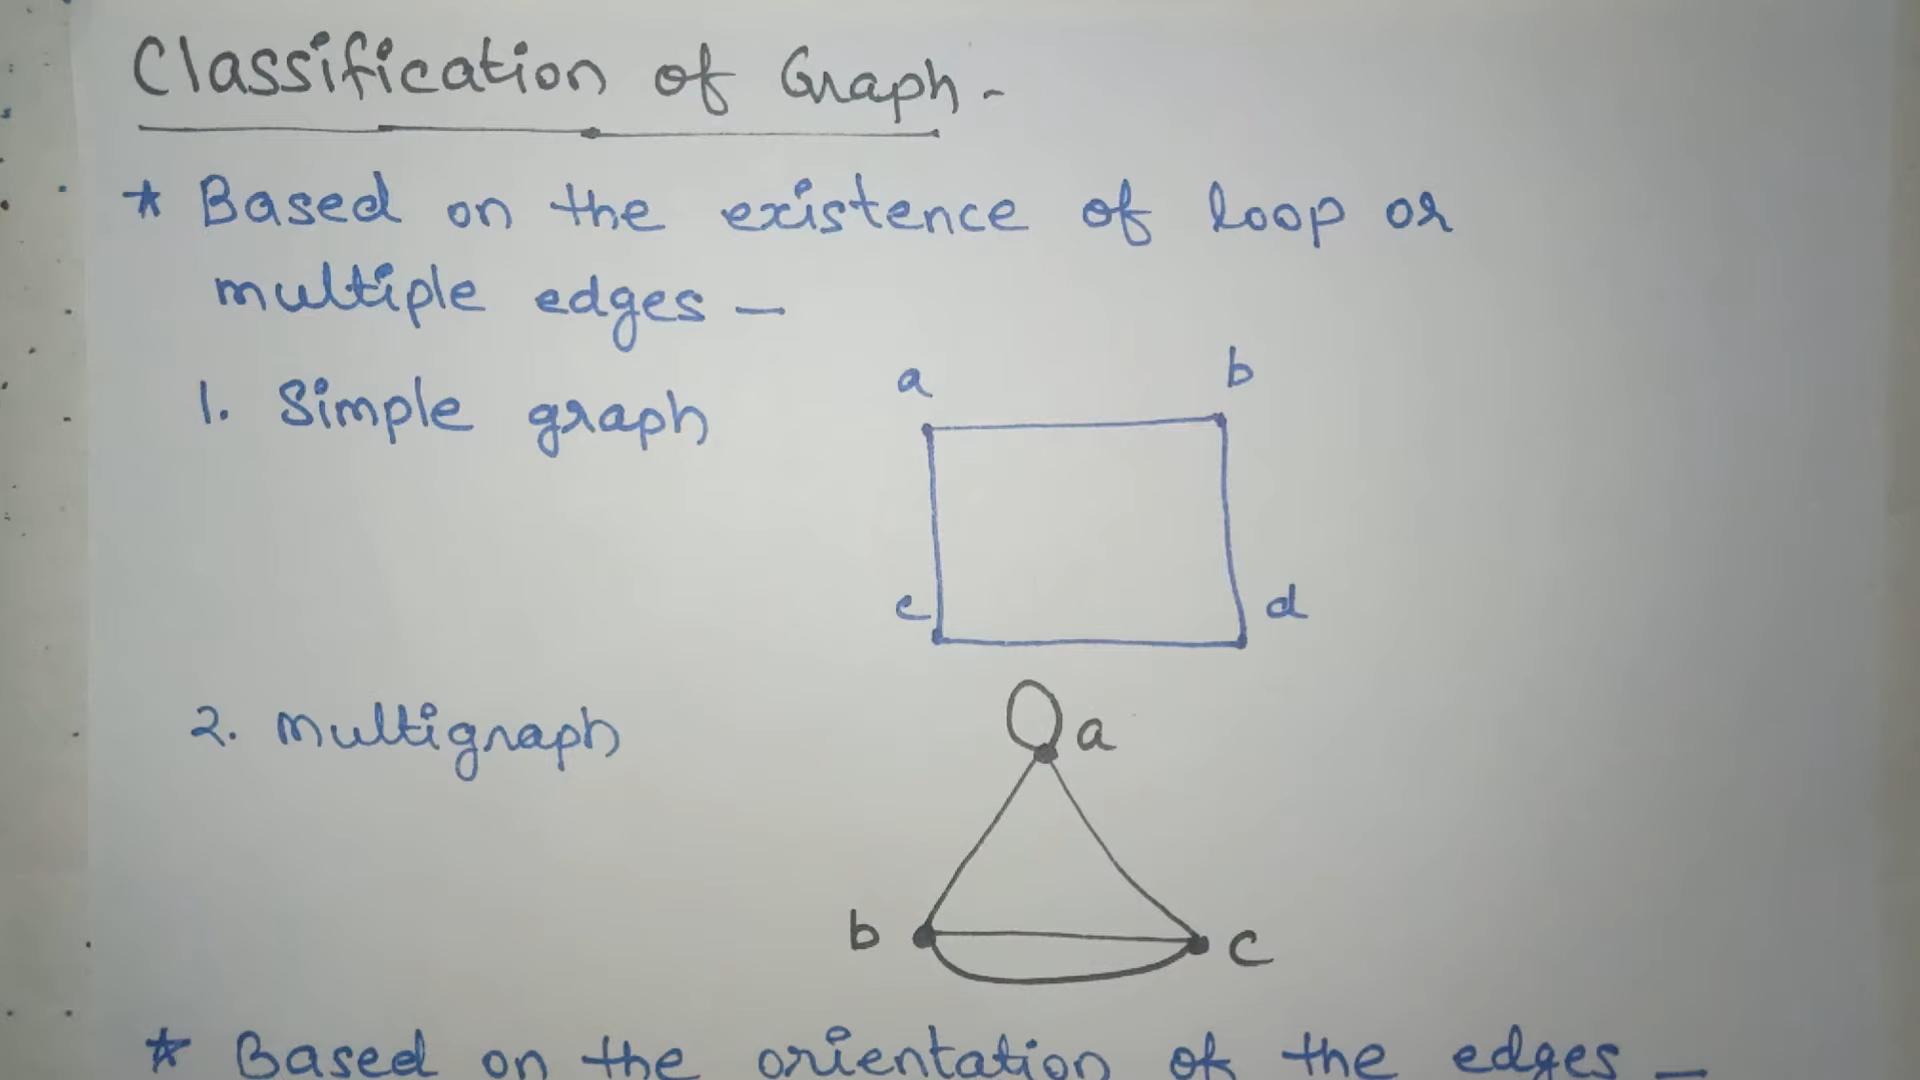 Classification of Graph -
* Based on the existence of loop or
multiple edges —
1. Simple graph
a b
c d
2. Multigraph
a
b c
* Based on the orientation of the edges —